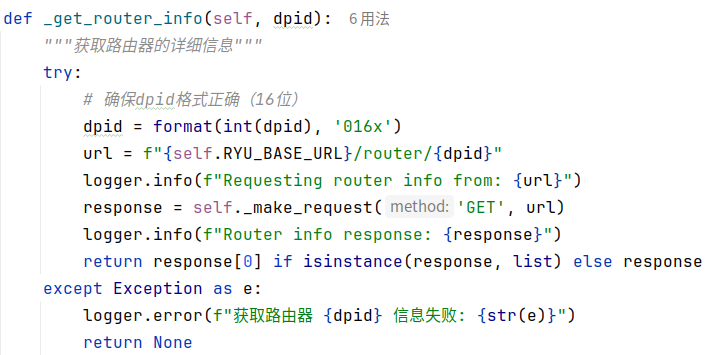 def _get_router_info(self, dpid): 6用法
"""获取路由器的详细信息"""
try:
# 确保dpid格式正确（16位）
dpid = format(int(dpid), '016x')
url = f"{self.RYU_BASE_URL}/router/{dpid}"
logger.info(f"Requesting router info from: {url}")
response = self._make_request( method: 'GET', url)
logger.info(f"Router info response: {response}")
return response[0] if isinstance(response, list) else response
except Exception as e:
logger.error(f"获取路由器 {dpid} 信息失败: {str(e)}")
return None